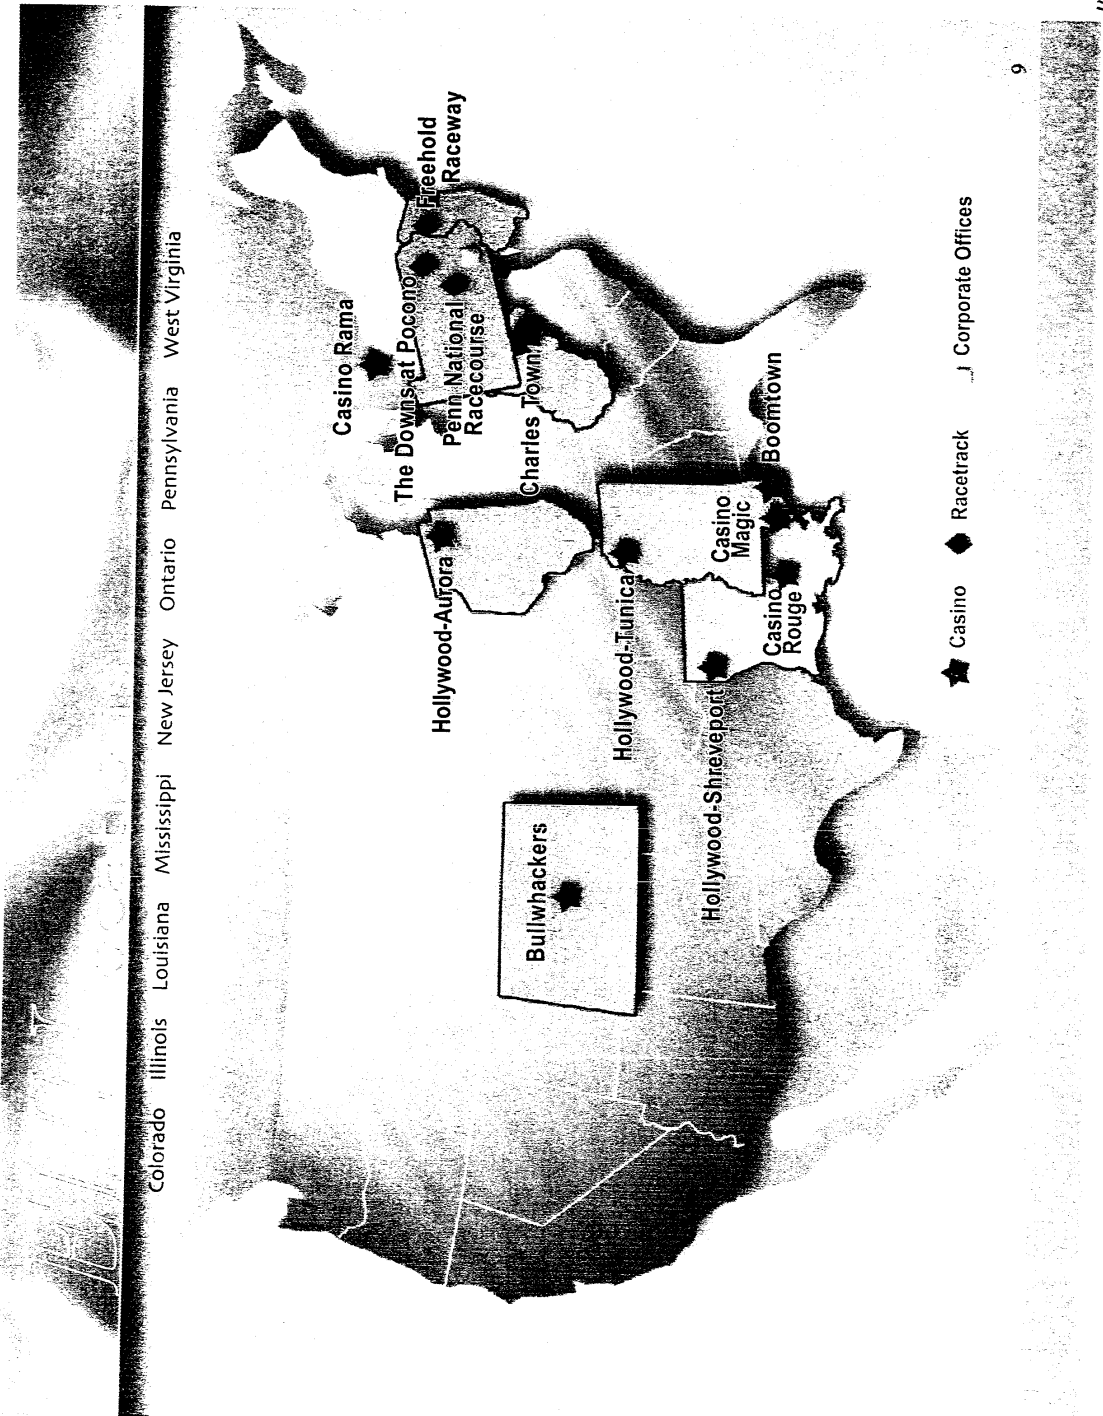 Colorado Illinois Louisiana Mississippi New Jersey Ontario Pennsylvania West Virginia
Casino Rama
Freehold
Raceway
The Downs at Pocono
Penn National
Racecourse
Charles Town
Hollywood-Aurora
Bullwhackers
Hollywood-Tunica
Casino
Magic
Boomtown
Casino
Rouge
Hollywood-Shreveport
Casino Racetrack Corporate Offices
9